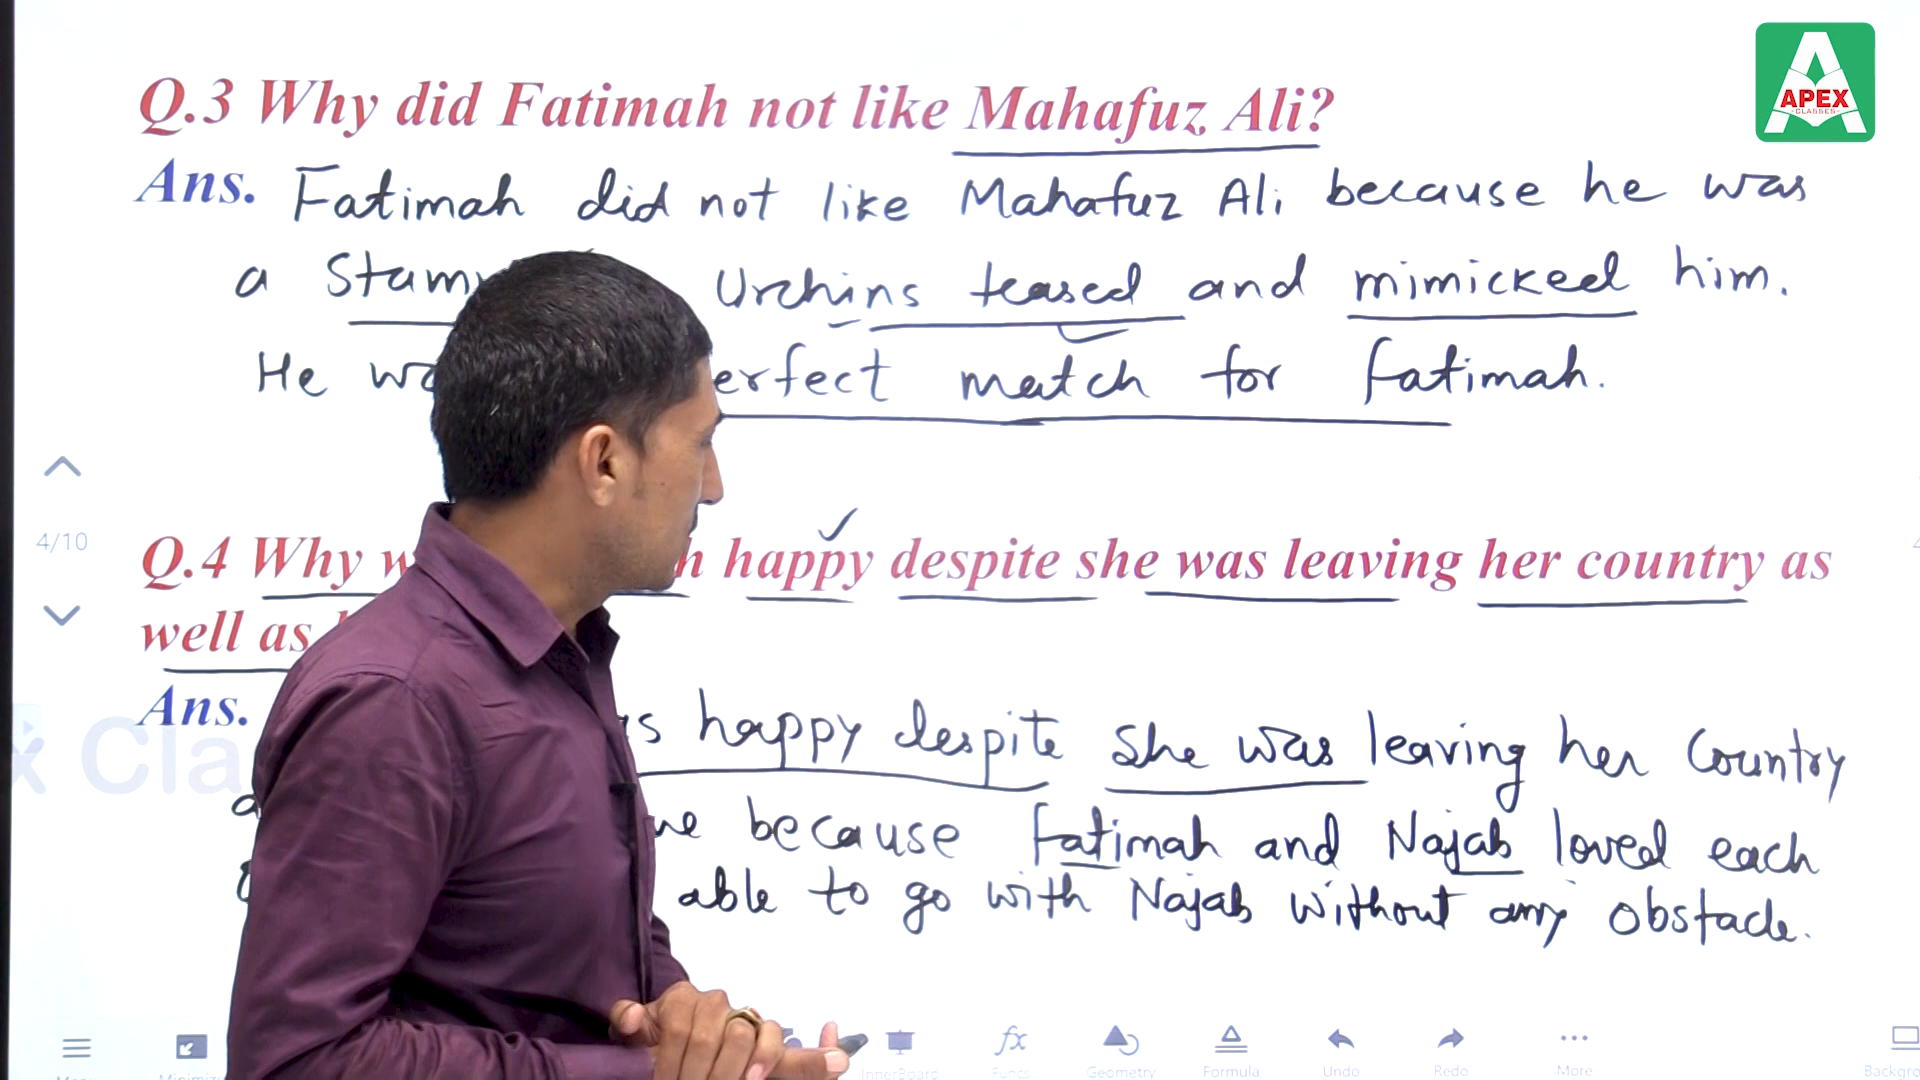 APEX
CLASSES
Q.3 Why did Fatimah not like Mahafuz Ali?
Ans. Fatimah did not like Mahafuz Ali because he was
a Urchins teased and mimicked him.
He match for Fatimah.
4/10
Q.4 Why happy despite she was leaving her country as
well as
Ans. happy despite she was leaving her Country
because Fatimah and Najab loved each
able to go with Najab without any obstacle.
InnerBoard Funcs Geometry Formula Undo Redo More